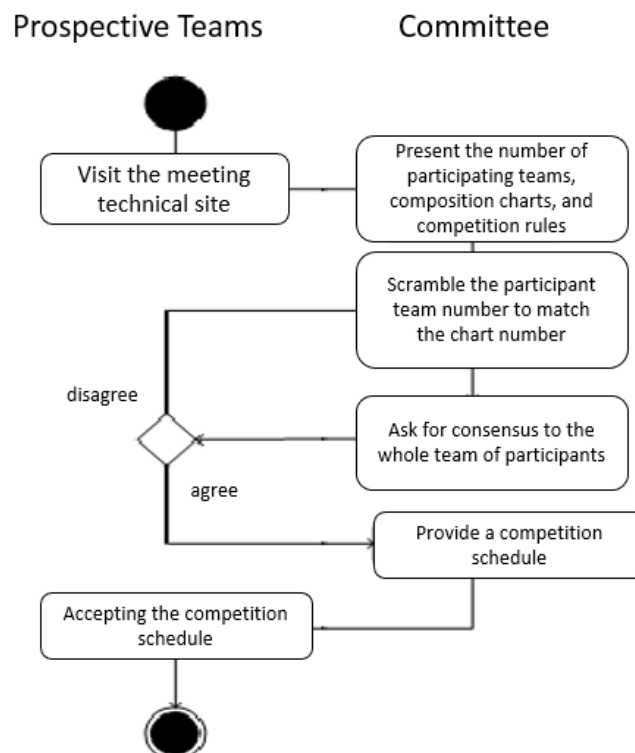 Prospective Teams
Committee
Visit the meeting
technical site
Present the number of
participating teams,
composition charts, and
competition rules
Scramble the participant
team number to match
the chart number
disagree
Ask for consensus to the
whole team of participants
agree
Provide a competition
schedule
Accepting the competition
schedule